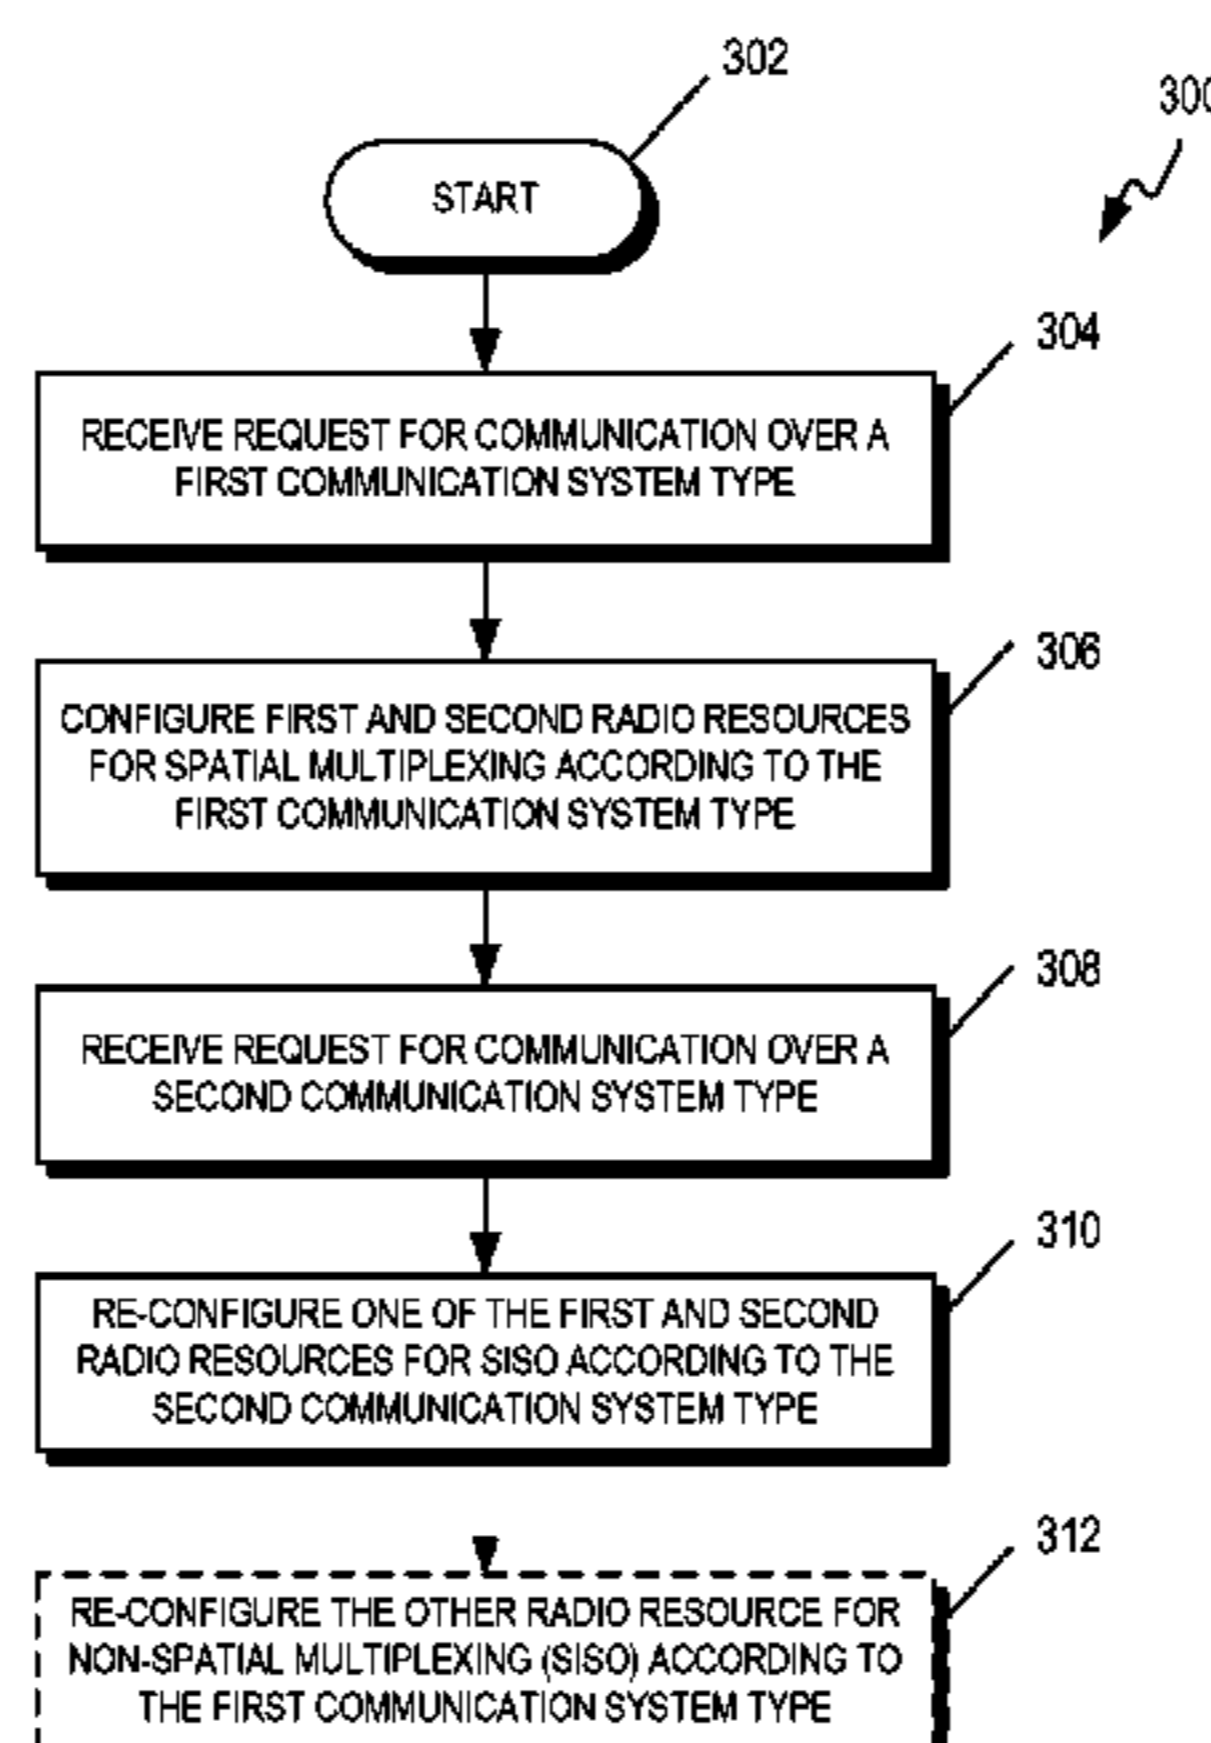 302
300
START
304
RECEIVE REQUEST FOR COMMUNICATION OVER A
FIRST COMMUNICATION SYSTEM TYPE
306
CONFIGURE FIRST AND SECOND RADIO RESOURCES
FOR SPATIAL MULTIPLEXING ACCORDING TO THE
FIRST COMMUNICATION SYSTEM TYPE
308
RECEIVE REQUEST FOR COMMUNICATION OVER A
SECOND COMMUNICATION SYSTEM TYPE
310
RE-CONFIGURE ONE OF THE FIRST AND SECOND
RADIO RESOURCES FOR SISO ACCORDING TO THE
SECOND COMMUNICATION SYSTEM TYPE
312
RE-CONFIGURE THE OTHER RADIO RESOURCE FOR
NON-SPATIAL MULTIPLEXING (SISO) ACCORDING TO
THE FIRST COMMUNICATION SYSTEM TYPE